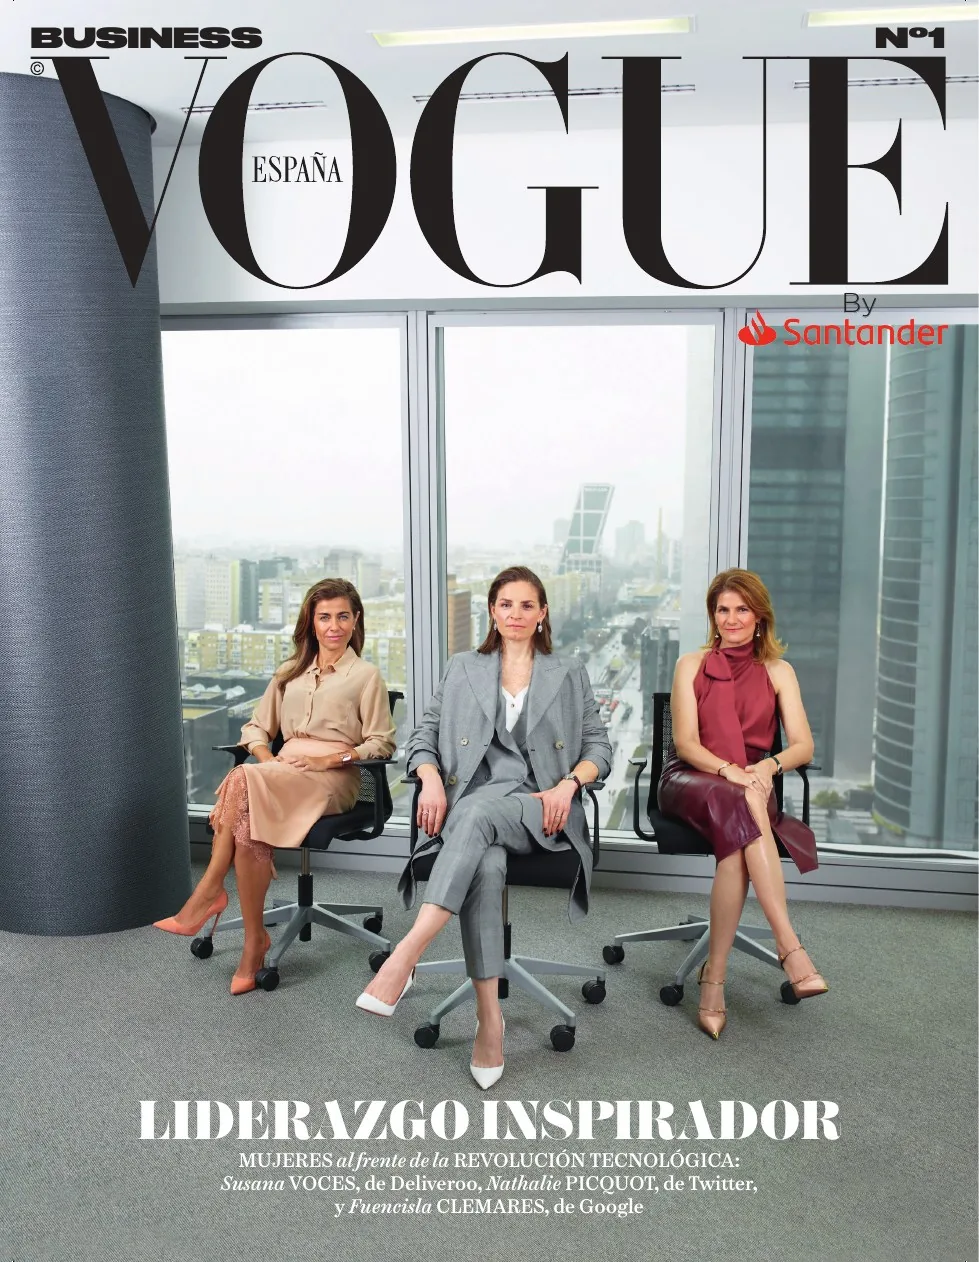 BUSINESS
Nº1
©
VOGUE
ESPAÑA
By
Santander
LIDERAZGO INSPIRADOR
MUJERES al frente de la REVOLUCIÓN TECNOLÓGICA:
Susana VOCES, de Deliveroo, Nathalie PICQUOT, de Twitter,
y Fuencisla CLEMARES, de Google